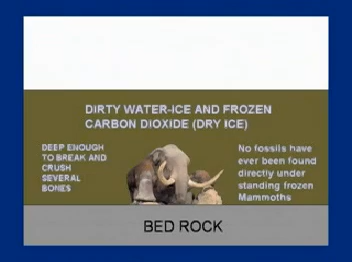 DIRTY WATER-ICE AND FROZEN
CARBON DIOXIDE (DRY ICE)
DEEP ENOUGH
TO BREAK AND
CRUSH
SEVERAL
BONES
No fossils have
ever been found
directly under
standing frozen
Mammoths
BED ROCK